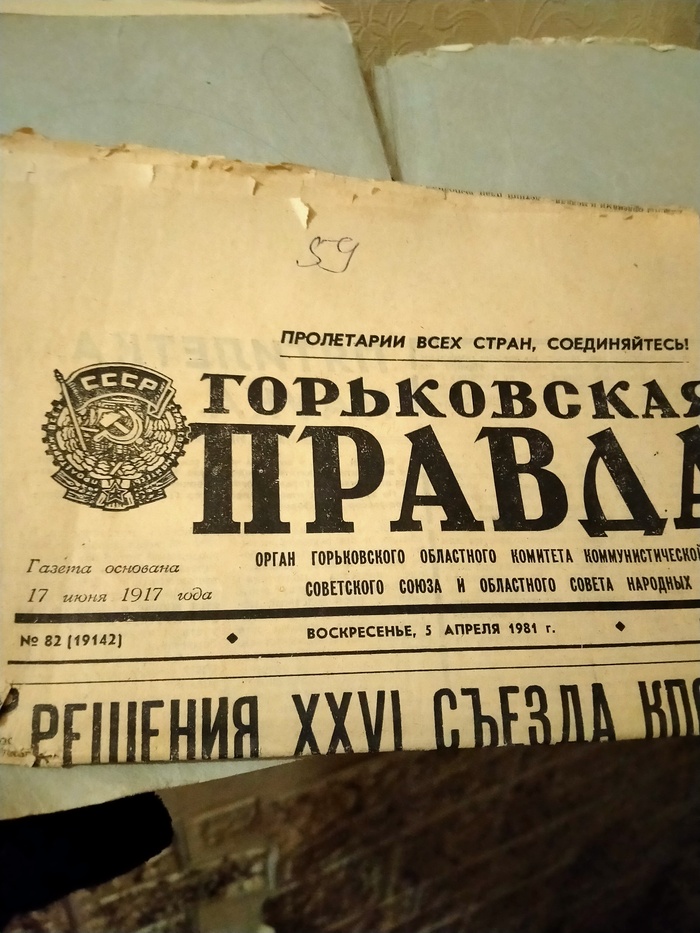 59
ПРОЛЕТАРИИ ВСЕХ СТРАН, СОЕДИНЯЙТЕСЬ!
СССР
ГОРЬКОВСКАЯ
ПРАВДА
Газета основана
17 июня 1917 года
ОРГАН ГОРЬКОВСКОГО ОБЛАСТНОГО КОМИТЕТА КОММУНИСТИЧЕСКОЙ
СОВЕТСКОГО СОЮЗА И ОБЛАСТНОГО СОВЕТА НАРОДНЫХ
№ 82 (19142)
ВОСКРЕСЕНЬЕ, 5 АПРЕЛЯ 1981 г.
РЕШЕНИЯ XXVI СЪЕЗДА КПС